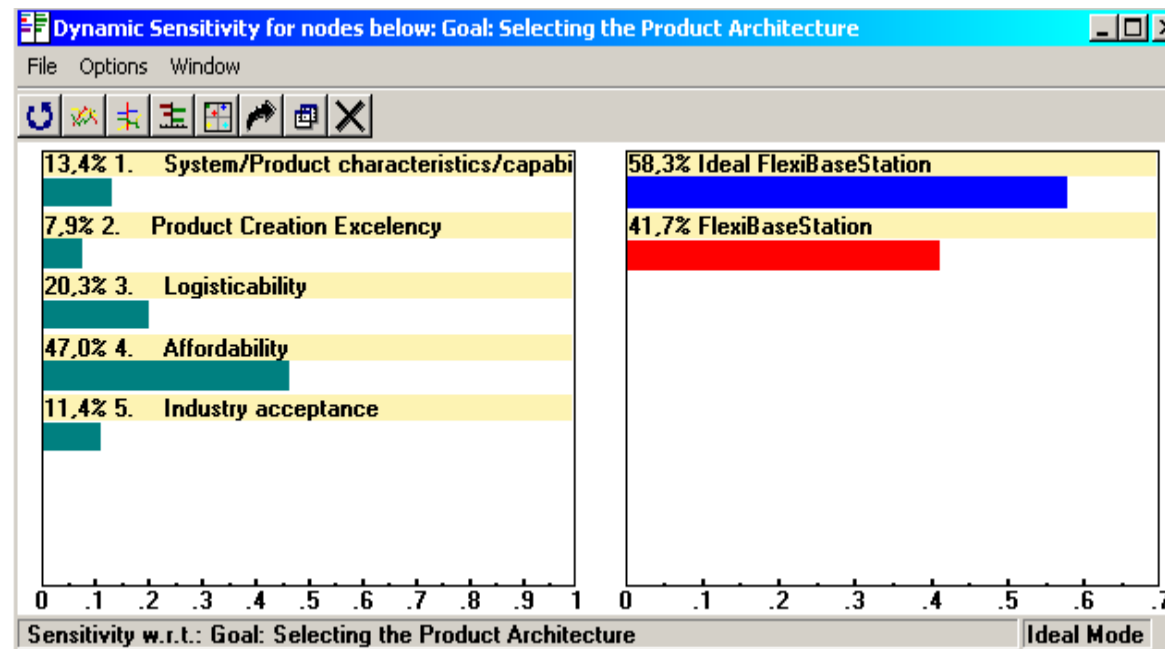 Dynamic Sensitivity for nodes below: Goal: Selecting the Product Architecture
File Options Window
13,4% 1. System/Product characteristics/capabi
7,9% 2. Product Creation Excelency
20,3% 3. Logisticability
47,0% 4. Affordability
11,4% 5. Industry acceptance
0 .1 .2 .3 .4 .5 .6 .7 .8 .9 1
58,3% Ideal FlexiBaseStation
41,7% FlexiBaseStation
0 .1 .2 .3 .4 .5 .6 .7
Sensitivity w.r.t.: Goal: Selecting the Product Architecture
Ideal Mode